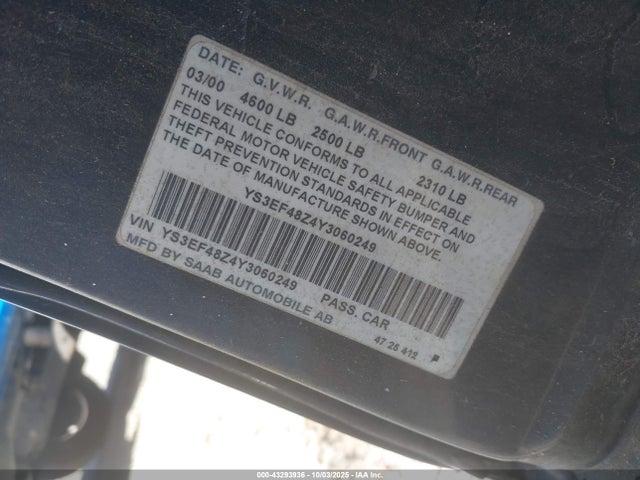 DATE: G.V.W.R. G.A.W.R.FRONT G.A.W.R.REAR
03/00 4600 LB 2500 LB 2310 LB
THIS VEHICLE CONFORMS TO ALL APPLICABLE
FEDERAL MOTOR VEHICLE SAFETY BUMPER AND
THEFT PREVENTION STANDARDS IN EFFECT ON
THE DATE OF MANUFACTURE SHOWN ABOVE.
YS3EF48Z4Y3060249
VIN YS3EF48Z4Y3060249 PASS. CAR
MFD BY SAAB AUTOMOBILE AB 47 26 412 P
000-43293936 - 10/03/2025 - IAAI, Inc.